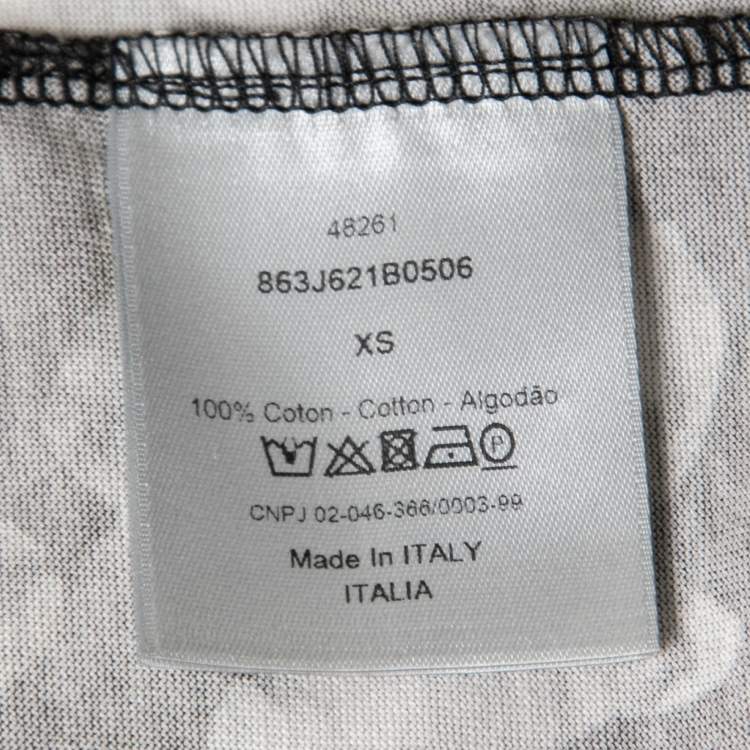 48261
863J621B0506
XS
100% Coton - Cotton - Algodão
P
CNPJ 02-046-366/0003-99
Made In ITALY
ITALIA